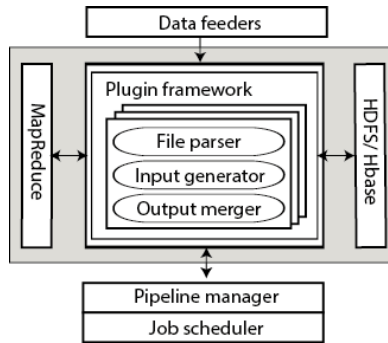 Data feeders
MapReduce
Plugin framework
File parser
Input generator
Output merger
HDFS/ Hbase
Pipeline manager
Job scheduler